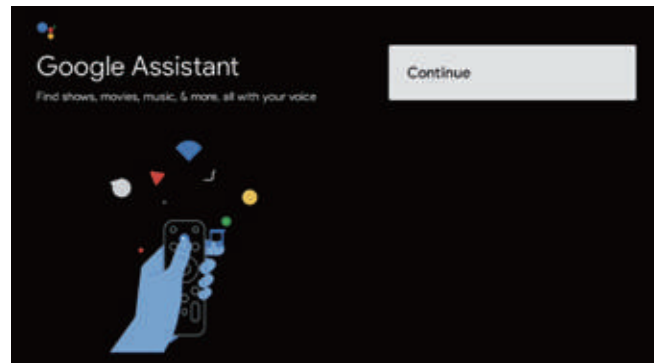 Google Assistant
Find shows, movies, music, & more, all with your voice
Continue